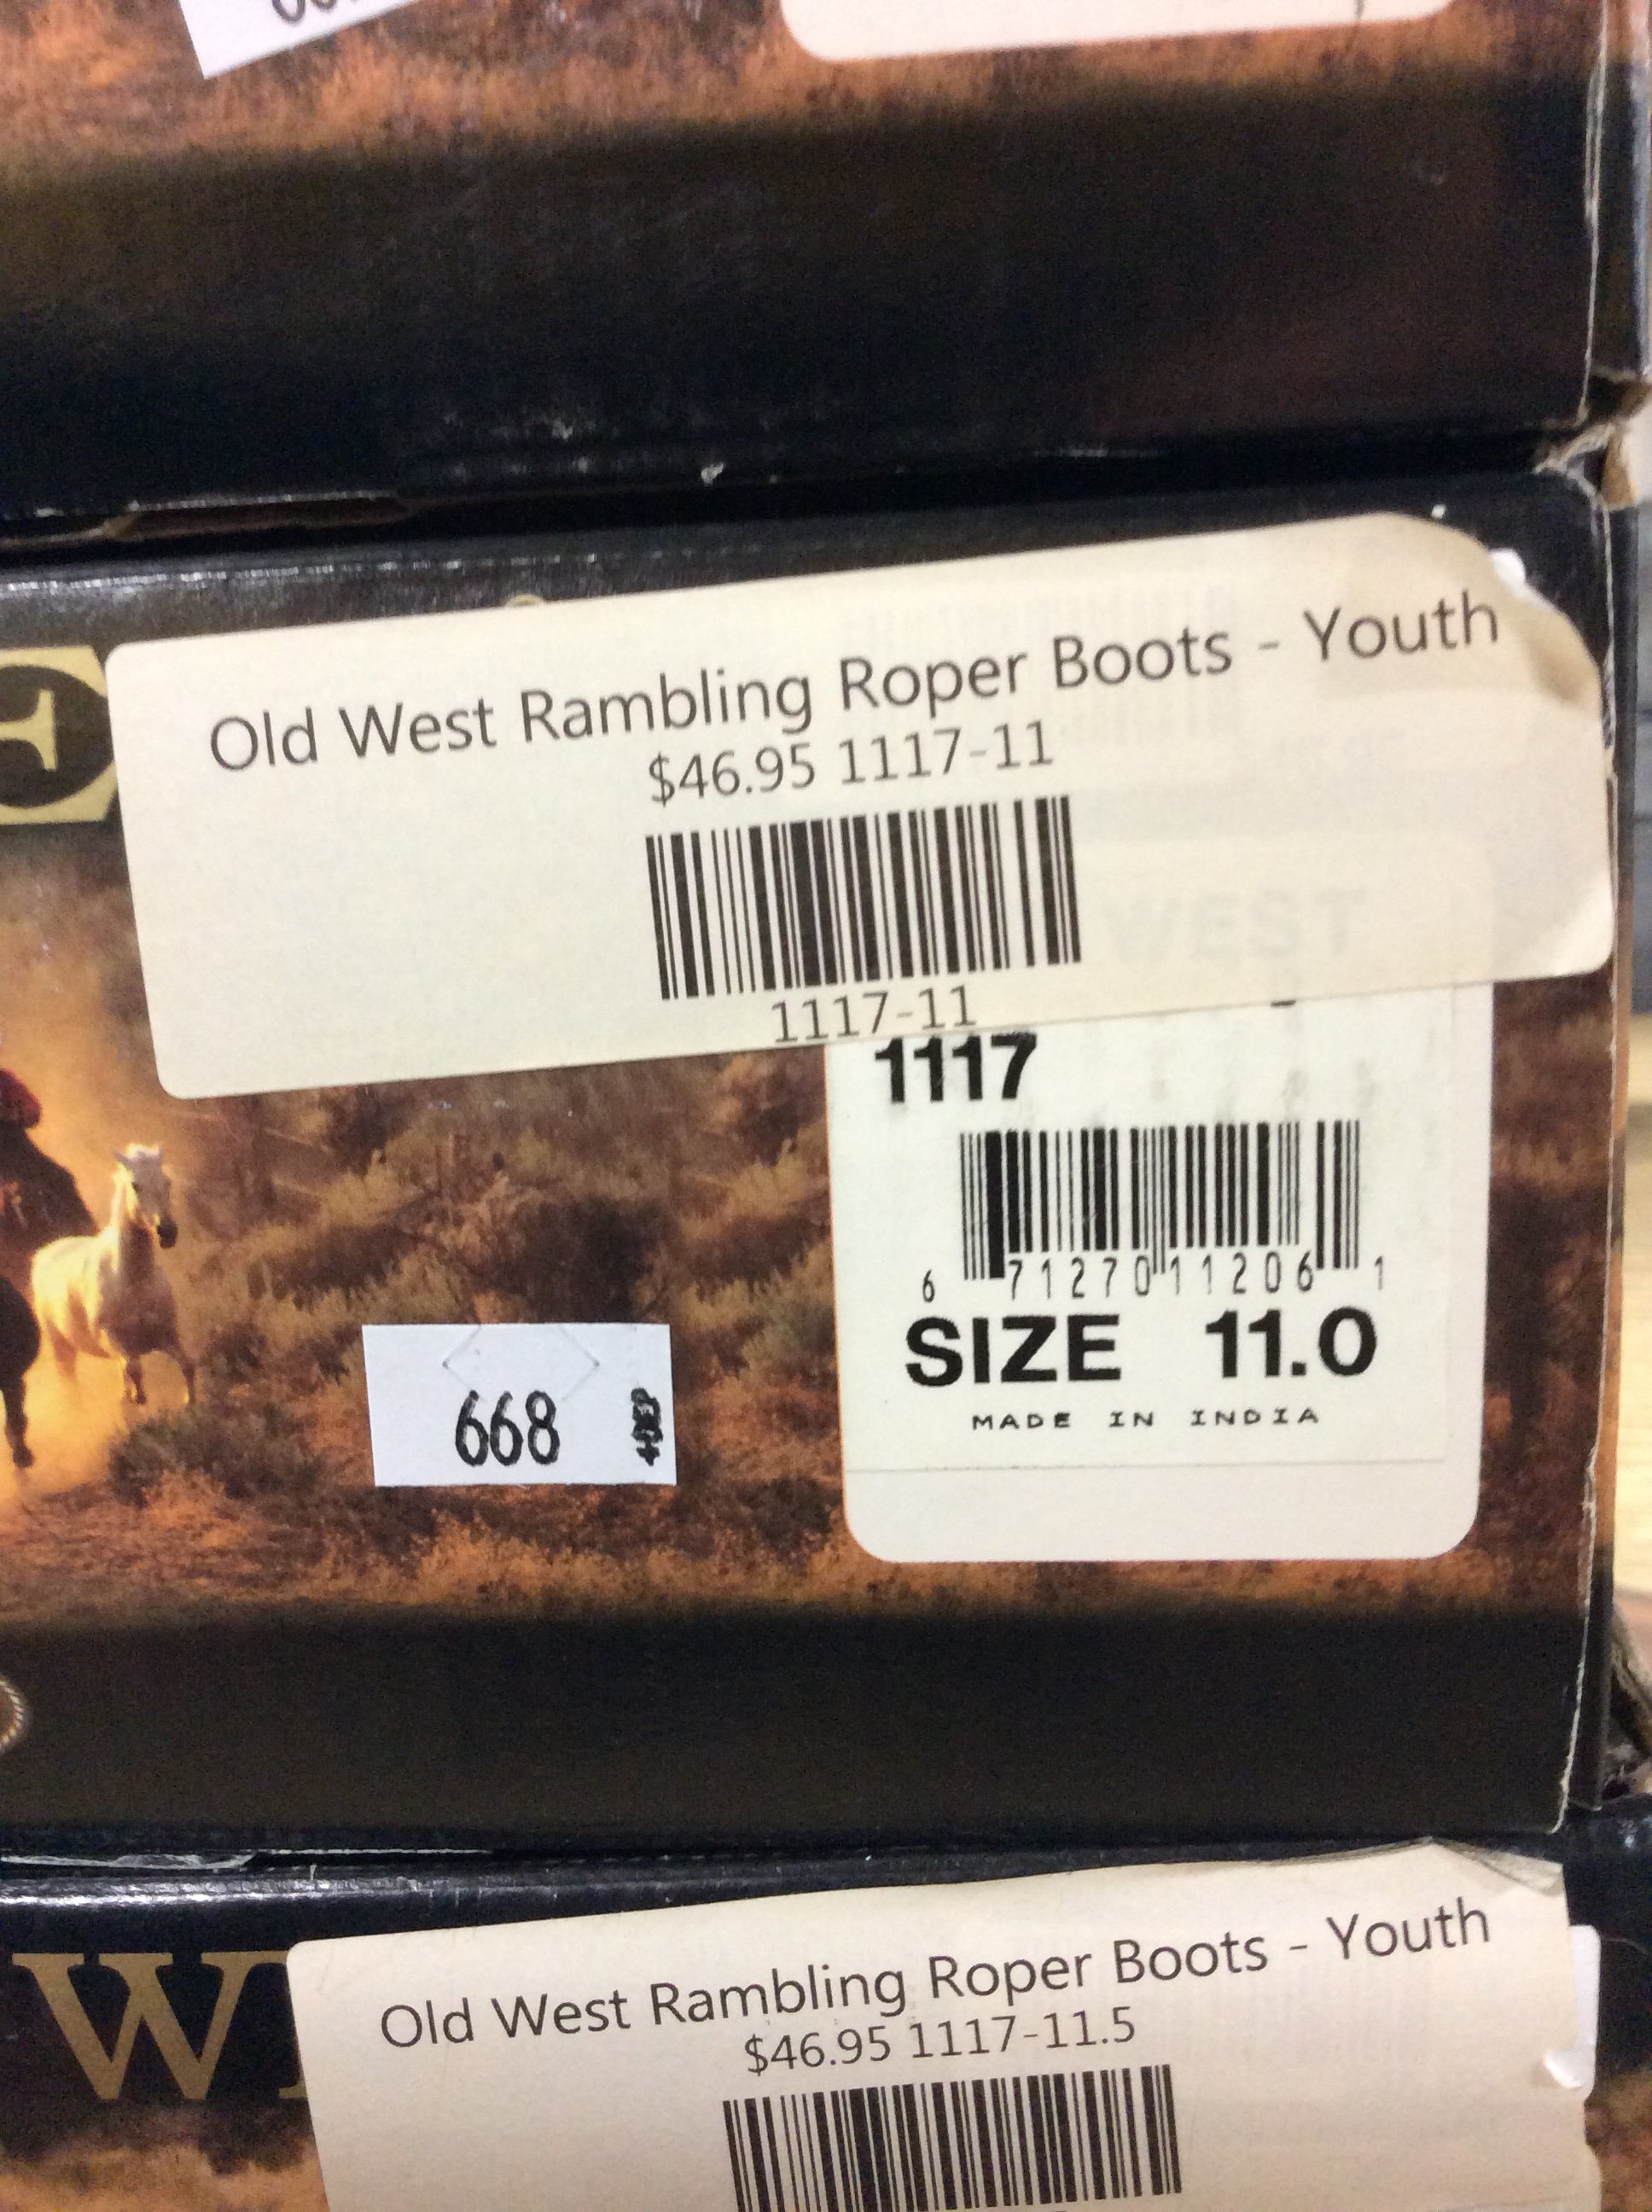 E
Old West Rambling Roper Boots - Youth
$46.95 1117-11
1117-11
WEST
1117
6 71270 11206 1
SIZE 11.0
MADE IN INDIA
668
W
Old West Rambling Roper Boots - Youth
$46.95 1117-11.5